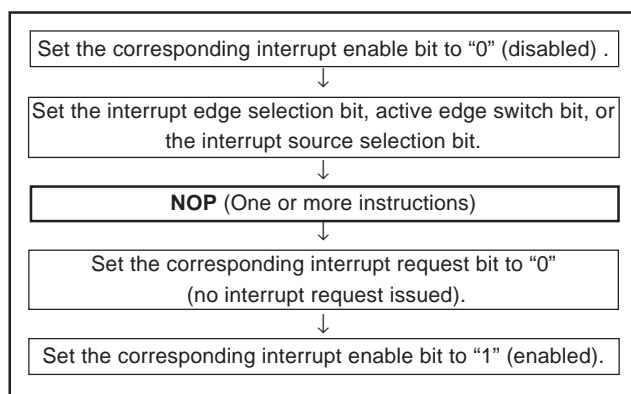 Set the corresponding interrupt enable bit to “0” (disabled) .
↓
Set the interrupt edge selection bit, active edge switch bit, or
the interrupt source selection bit.
↓
NOP (One or more instructions)
↓
Set the corresponding interrupt request bit to “0”
(no interrupt request issued).
↓
Set the corresponding interrupt enable bit to “1” (enabled).